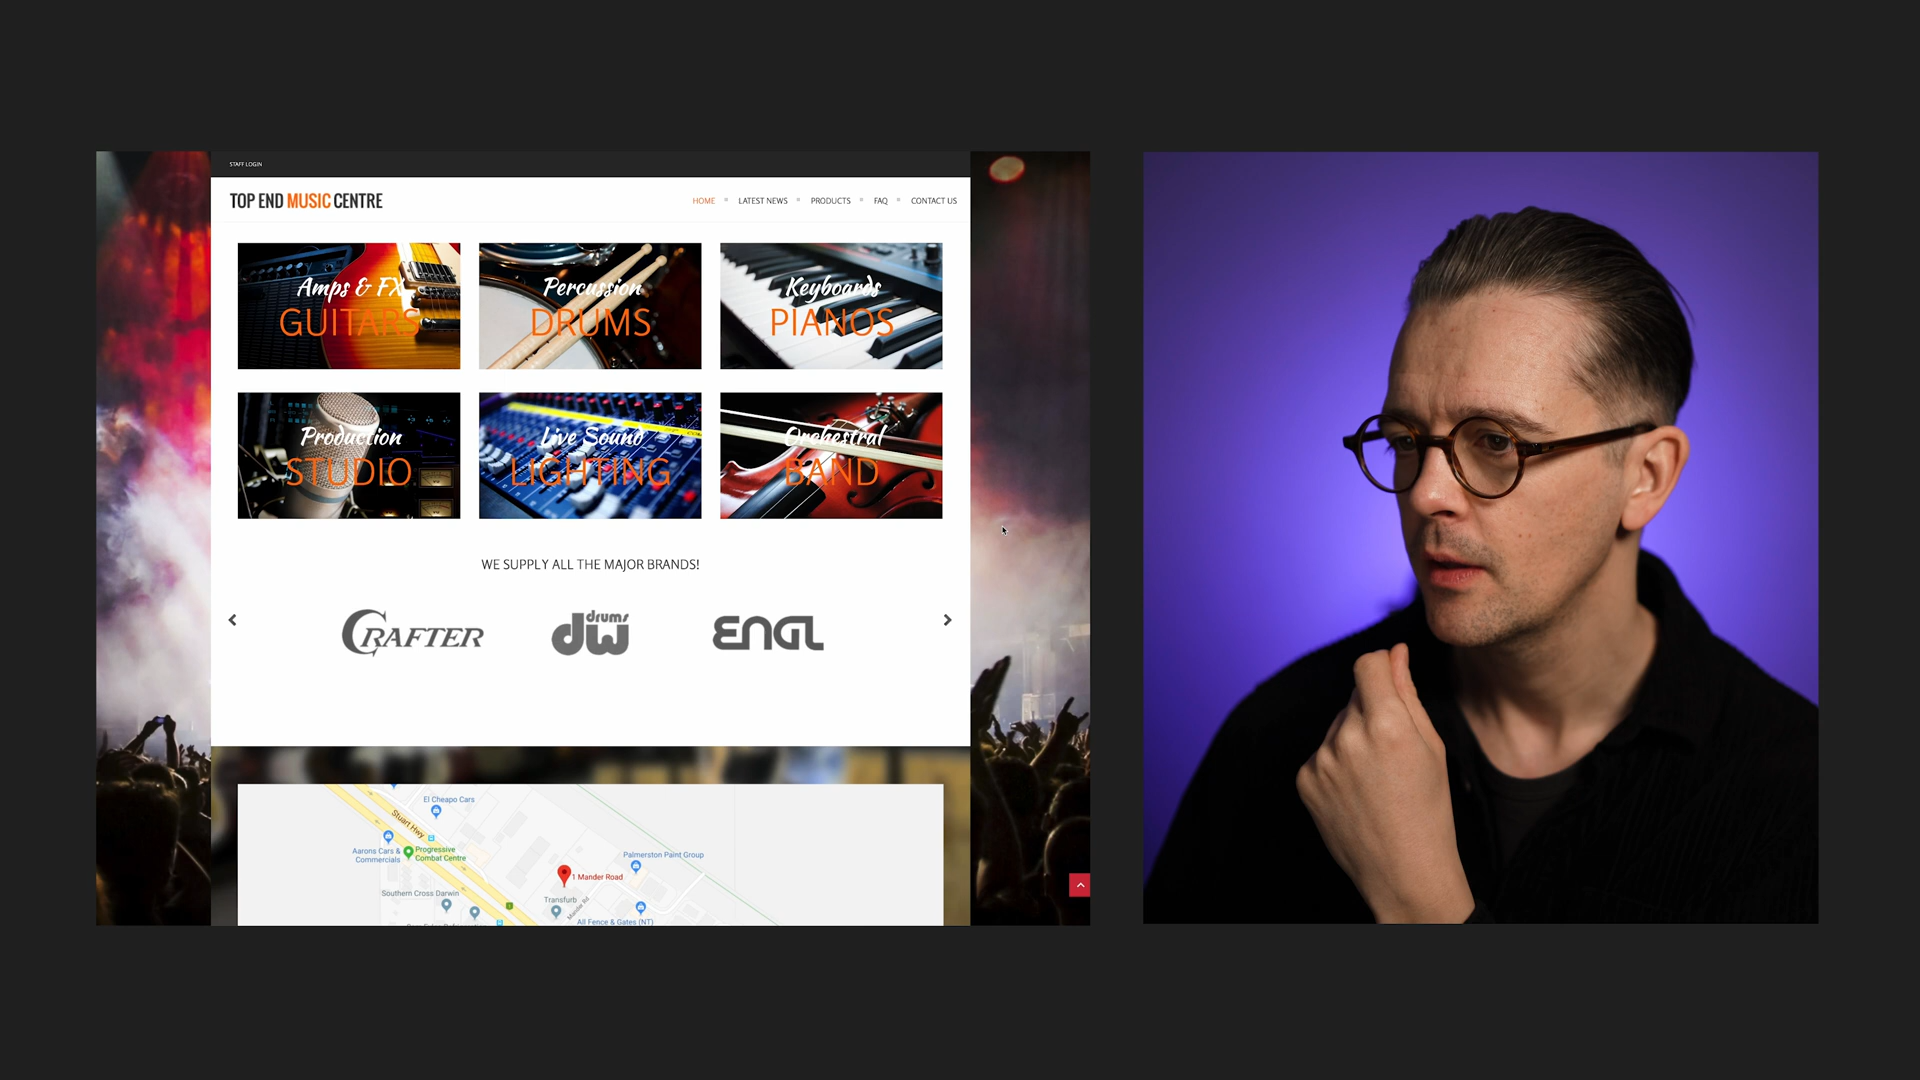 STAFF LOGIN
TOP END MUSIC CENTRE
HOME
LATEST NEWS
PRODUCTS
FAQ
CONTACT US
Amps & FX
GUITARS
Percussion
DRUMS
Keyboards
PIANOS
Production
STUDIO
Live Sound
LIGHTING
Orchestral
BAND
WE SUPPLY ALL THE MAJOR BRANDS!
CRAFTER
drums
dw
ENGL
El Cheapo Cars
Stuart Hwy
Aarons Cars &
Commercials
Progressive
Combat Centre
Palmerston Paint Group
1 Mander Road
Southern Cross Darwin
Transfurb
Mander Rd
All Fence & Gates (NT)